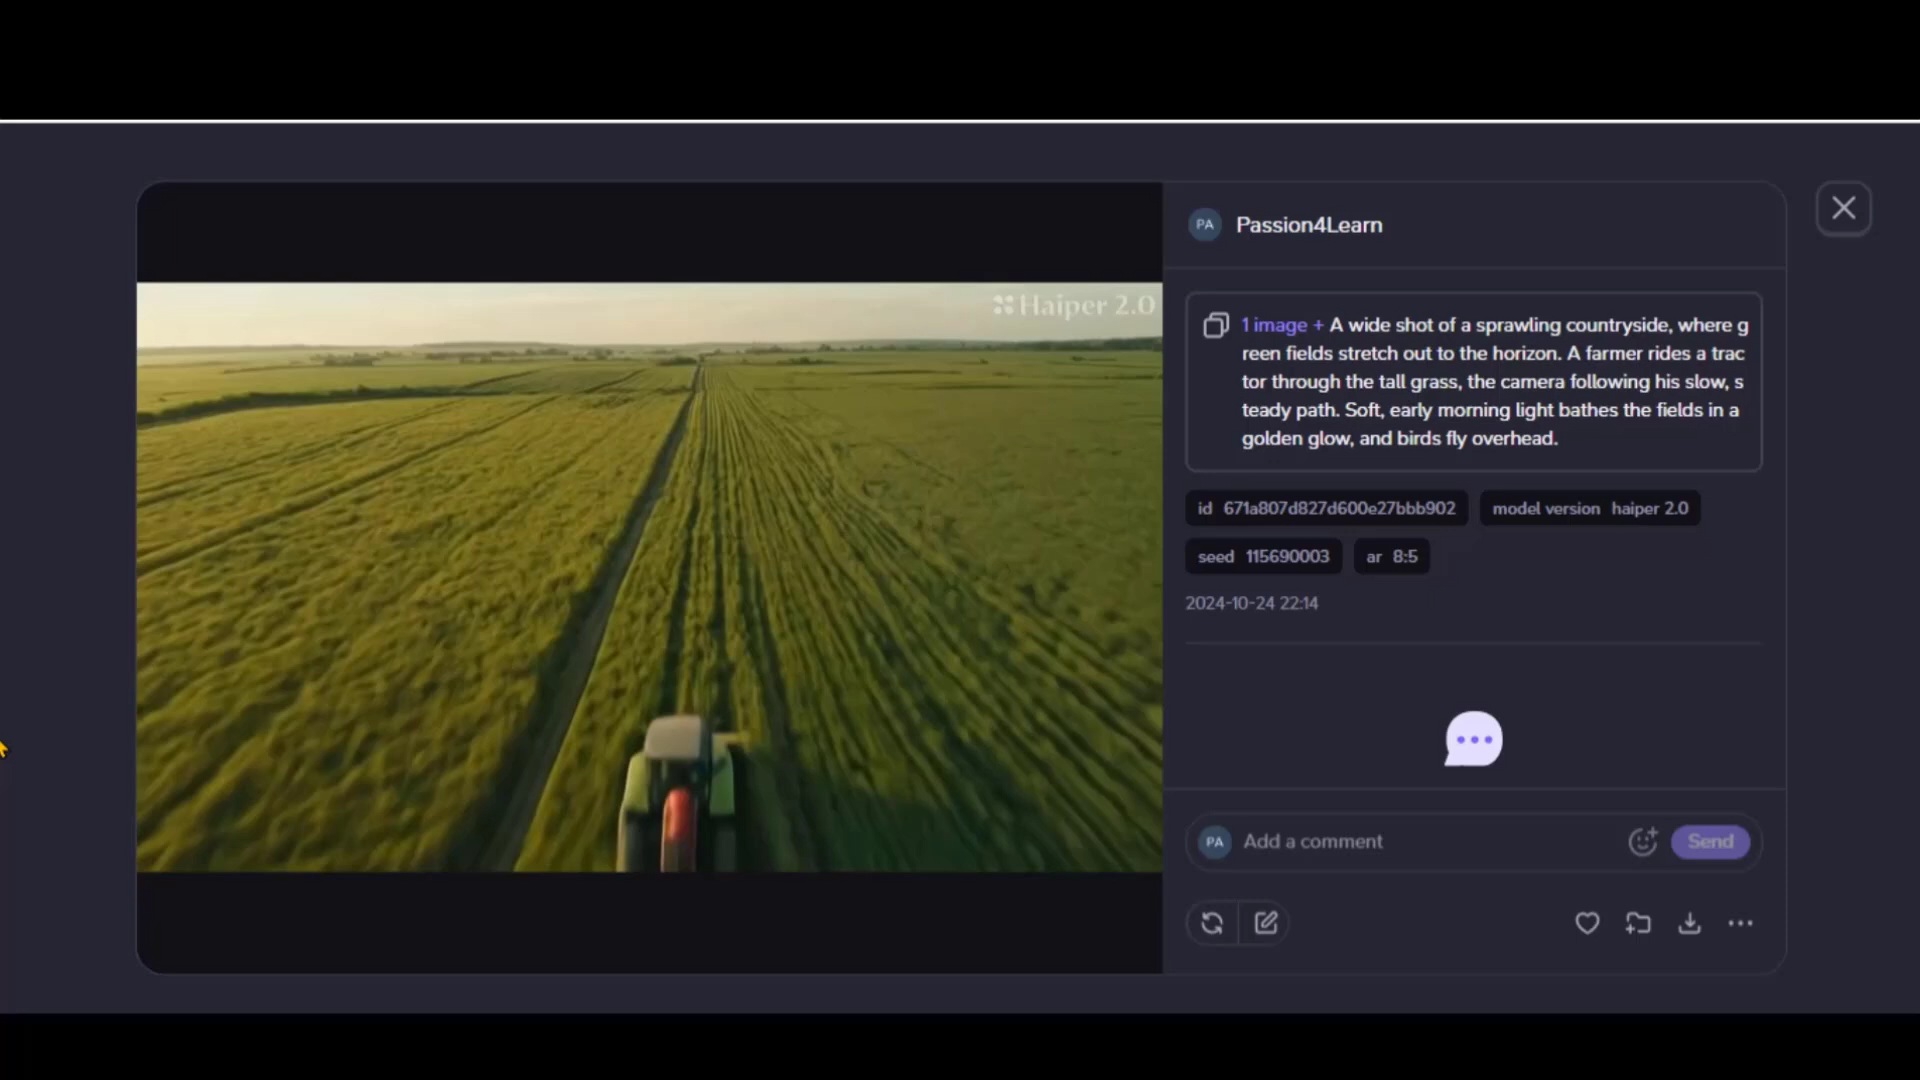 Haiper 2.0
PA Passion4Learn
1 image + A wide shot of a sprawling countryside, where g
reen fields stretch out to the horizon. A farmer rides a trac
tor through the tall grass, the camera following his slow, s
teady path. Soft, early morning light bathes the fields in a
golden glow, and birds fly overhead.
id 671a807d827d600e27bbb902 model version haiper 2.0
seed 115690003 ar 8:5
2024-10-24 22:14
PA Add a comment Send